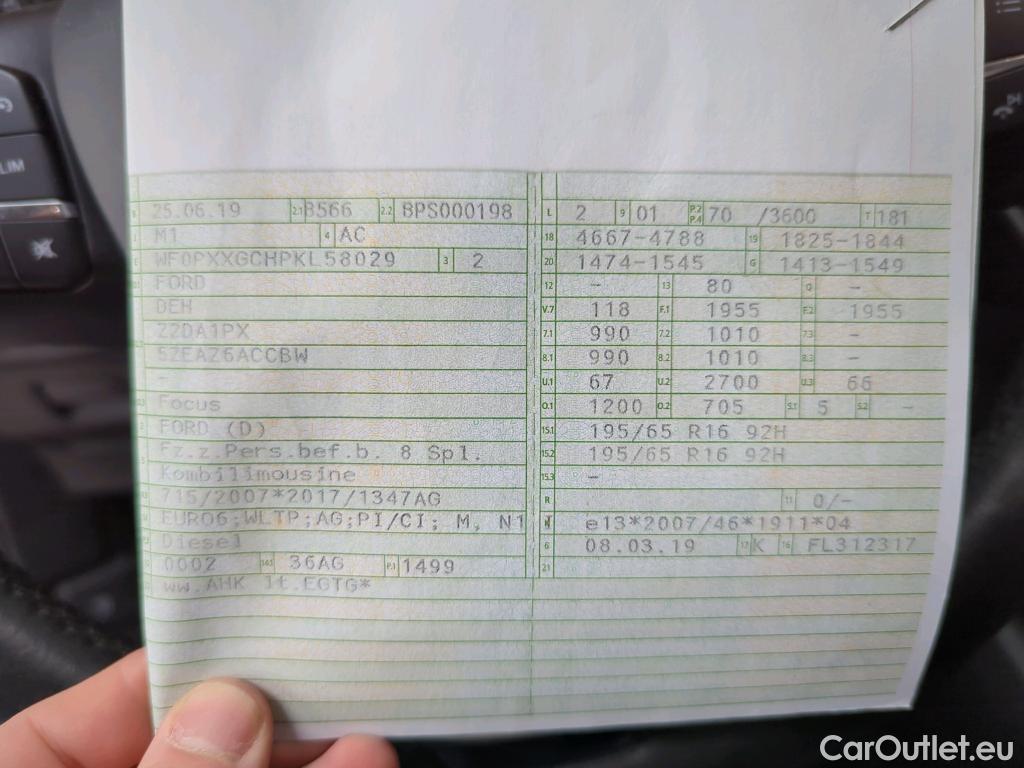 LIM
B 25.06.19 2.1 8566 2.2 BPS000198
J M1 4 AC
E WF0PXXGCHPKL58029 3 2
FORD
DEH
Z2DA1PX
5ZEAZ6ACCBW
-
Focus
FORD (D)
Fz.z.Pers.bef.b. 8 Spl.
Kombilimousine
715/2007*2017/1347AG
EURO6;WLTP;AG;PI/CI; M, N1
Diesel
0002 14.1 36AG P.1 1499
ww.AHK lt.EGTG*
L 2 9 01 P.2 P.4 70 /3600 T 181
18 4667-4788 19 1825-1844
20 1474-1545 G 1413-1549
12 - 13 80 Q -
V.7 118 F.1 1955 F.2 1955
7.1 990 7.2 1010 7.3 -
8.1 990 8.2 1010 8.3 -
U.1 67 U.2 2700 U.3 66
O.1 1200 O.2 705 S.1 5 S.2 -
15.1 195/65 R16 92H
15.2 195/65 R16 92H
15.3 -
R 11 0/-
K e13*2007/46*1911*04
6 08.03.19 17 K 16 FL312317
21
CarOutlet.eu